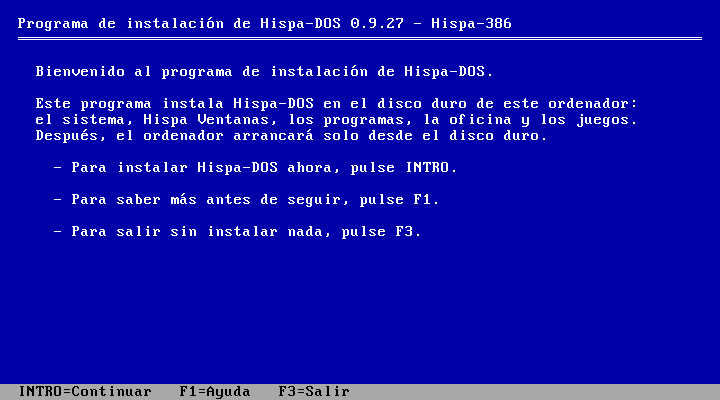 Programa de instalación de Hispa-DOS 0.9.27 - Hispa-386
Bienvenido al programa de instalación de Hispa-DOS.
Este programa instala Hispa-DOS en el disco duro de este ordenador:
el sistema, Hispa Ventanas, los programas, la oficina y los juegos.
Después, el ordenador arrancará solo desde el disco duro.
- Para instalar Hispa-DOS ahora, pulse INTRO.
- Para saber más antes de seguir, pulse F1.
- Para salir sin instalar nada, pulse F3.
INTRO=Continuar F1=Ayuda F3=Salir